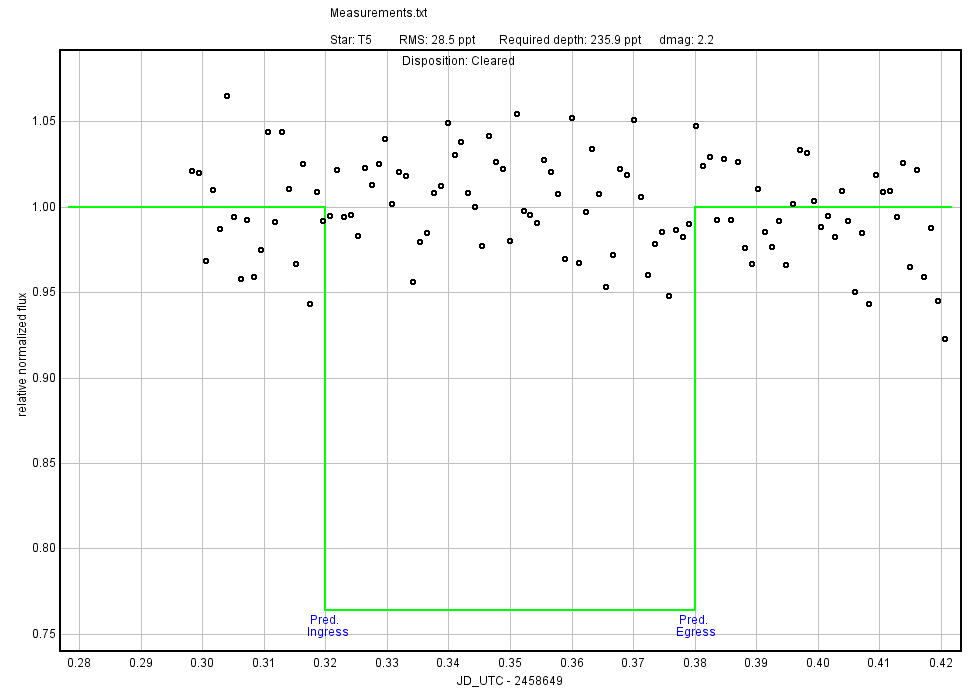 Measurements.txt
Star: T5 RMS: 28.5 ppt Required depth: 235.9 ppt dmag: 2.2
Disposition: Cleared
1.05
1.00
0.95
0.90
0.85
0.80
0.75
relative normalized flux
Pred. Pred.
Ingress Egress
0.28 0.29 0.30 0.31 0.32 0.33 0.34 0.35 0.36 0.37 0.38 0.39 0.40 0.41 0.42
JD_UTC - 2458649